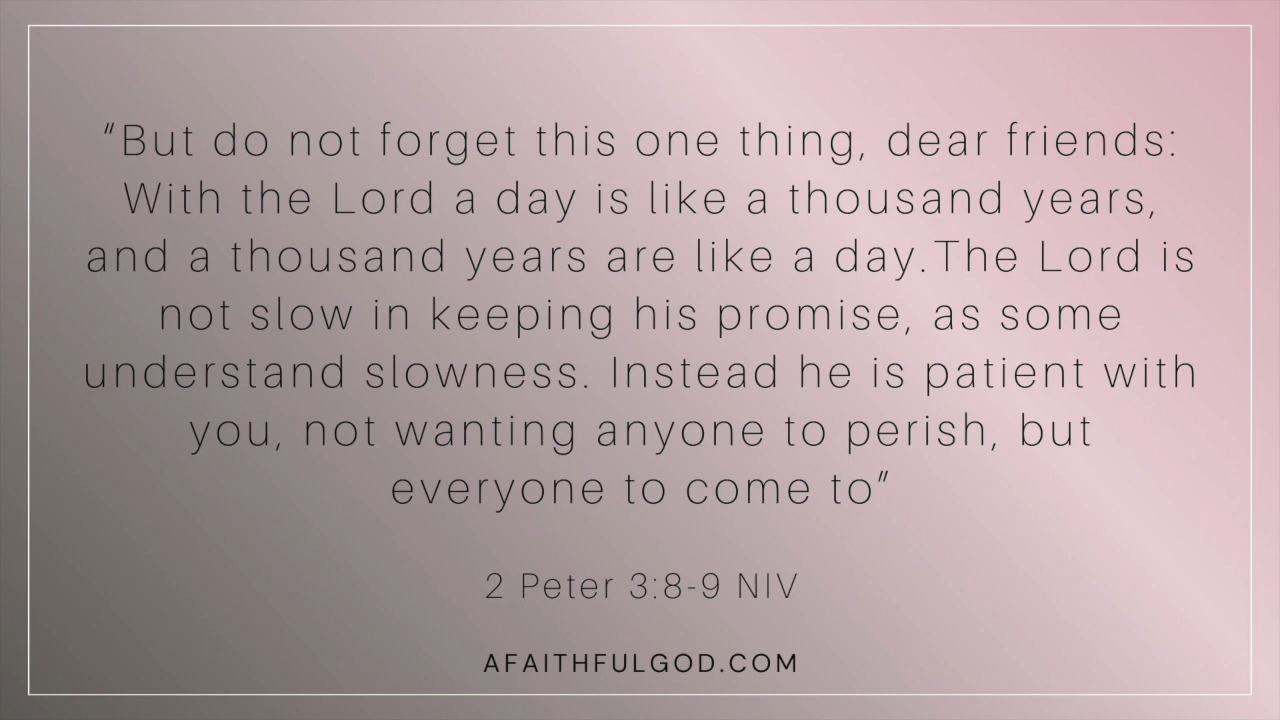 “But do not forget this one thing, dear friends:
With the Lord a day is like a thousand years,
and a thousand years are like a day.The Lord is
not slow in keeping his promise, as some
understand slowness. Instead he is patient with
you, not wanting anyone to perish, but
everyone to come to”
2 Peter 3:8-9 NIV
AFAITHFULGOD.COM